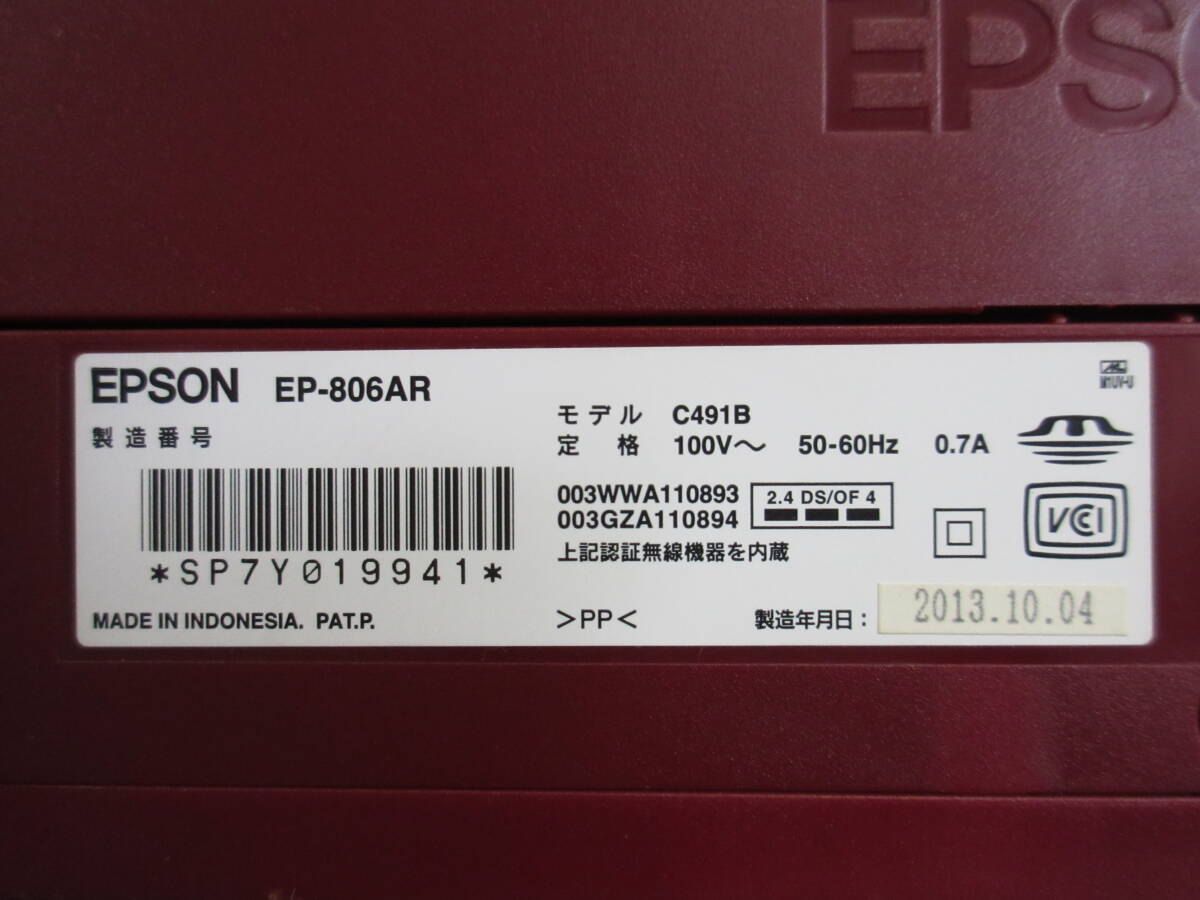 EPSO
EPSON EP-806AR
製造番号
*SP7Y019941*
MADE IN INDONESIA. PAT.P.
モデル C491B
定格 100V～ 50-60Hz 0.7A
003WWA110893
003GZA110894
2.4 DS/OF 4
上記認証無線機器を内蔵
>PP<
製造年月日：2013.10.04
VCCI